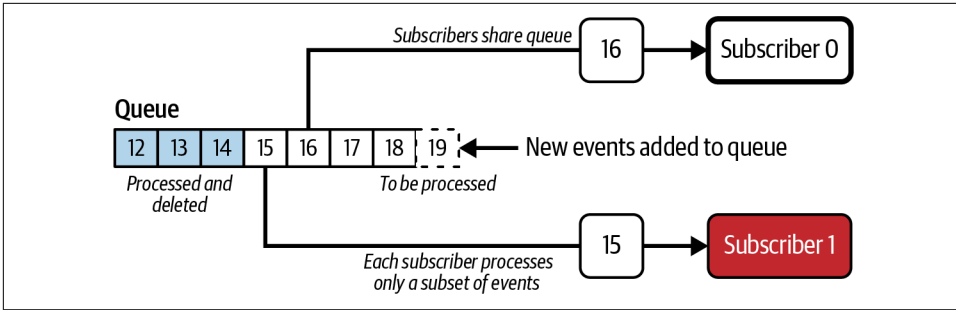 Subscribers share queue
16
Subscriber 0
Queue
12 13 14 15 16 17 18 19
New events added to queue
Processed and
deleted
To be processed
15
Subscriber 1
Each subscriber processes
only a subset of events